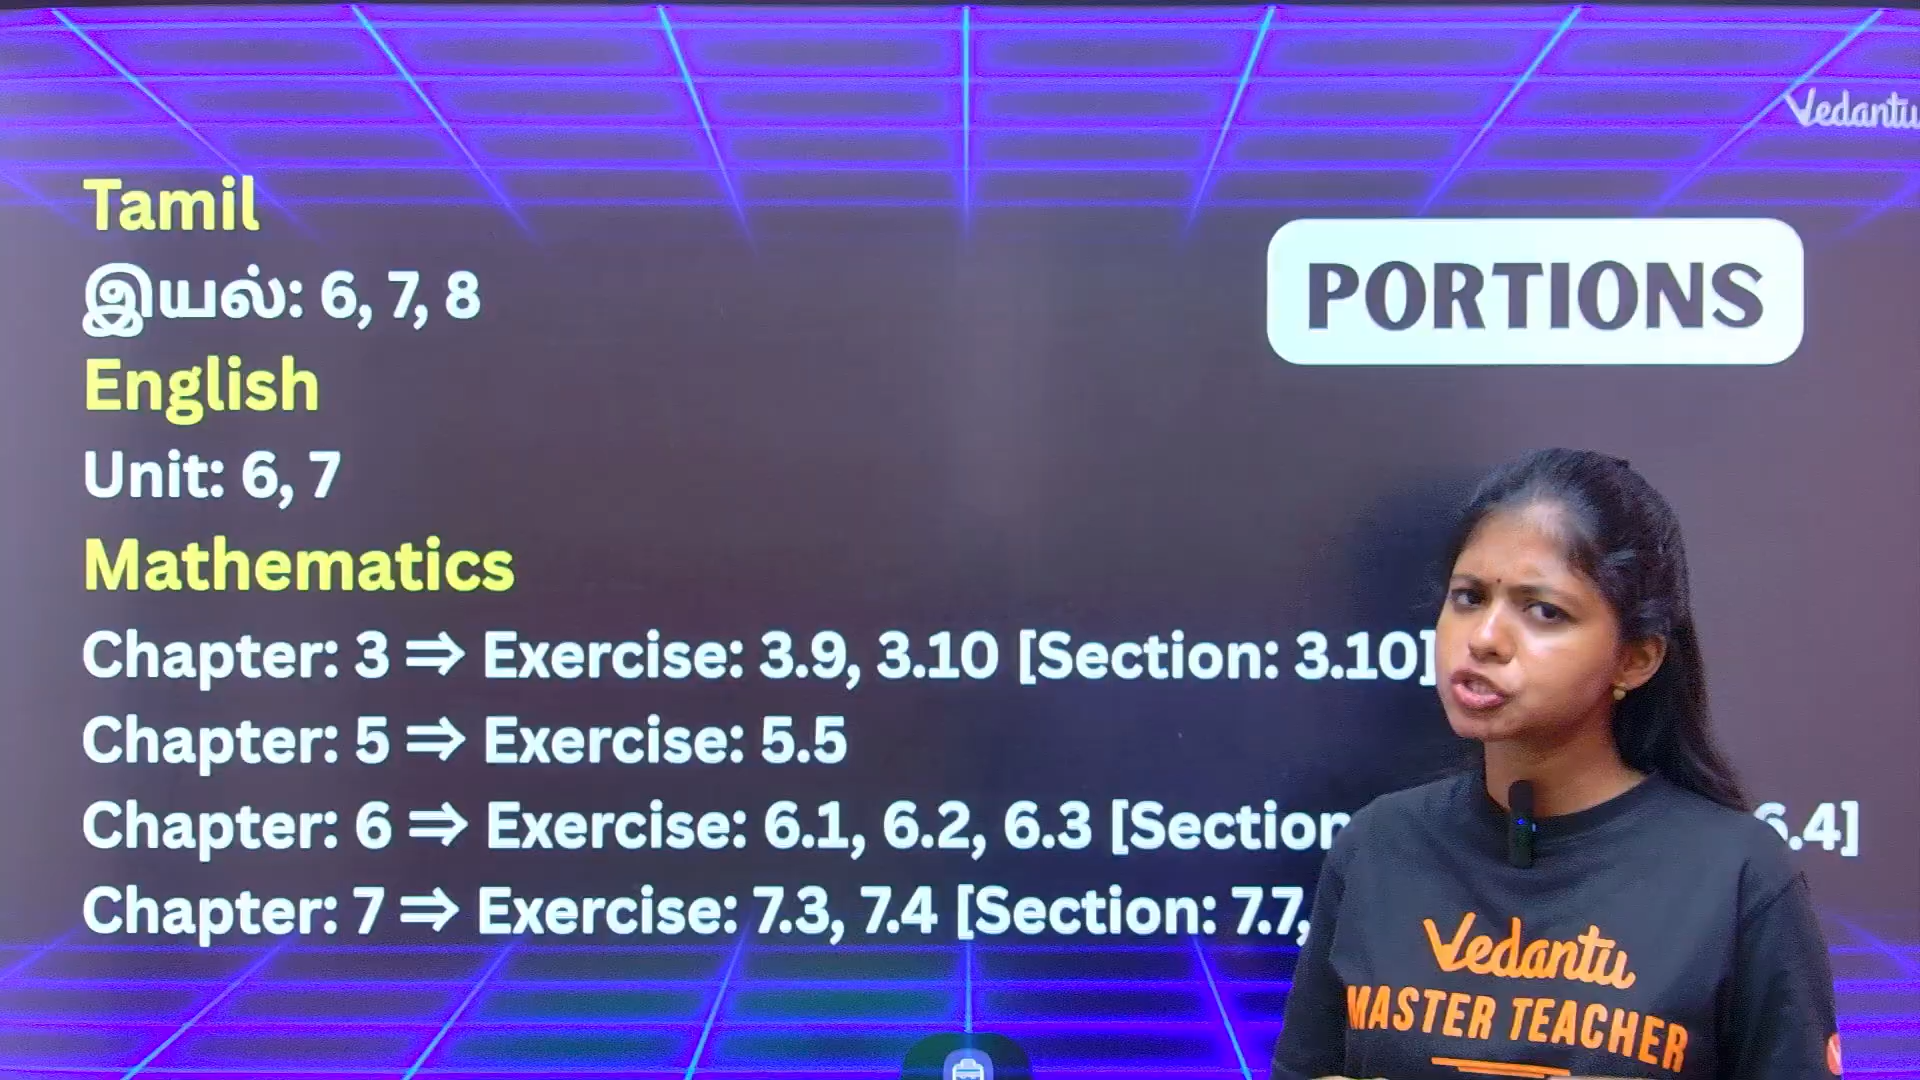 Vedantu
Tamil
இயல்: 6, 7, 8
PORTIONS
English
Unit: 6, 7
Mathematics
Chapter: 3 ⇒ Exercise: 3.9, 3.10 [Section: 3.10]
Chapter: 5 ⇒ Exercise: 5.5
Chapter: 6 ⇒ Exercise: 6.1, 6.2, 6.3 [Section 6.4]
Chapter: 7 ⇒ Exercise: 7.3, 7.4 [Section: 7.7,
Vedantu
MASTER TEACHER